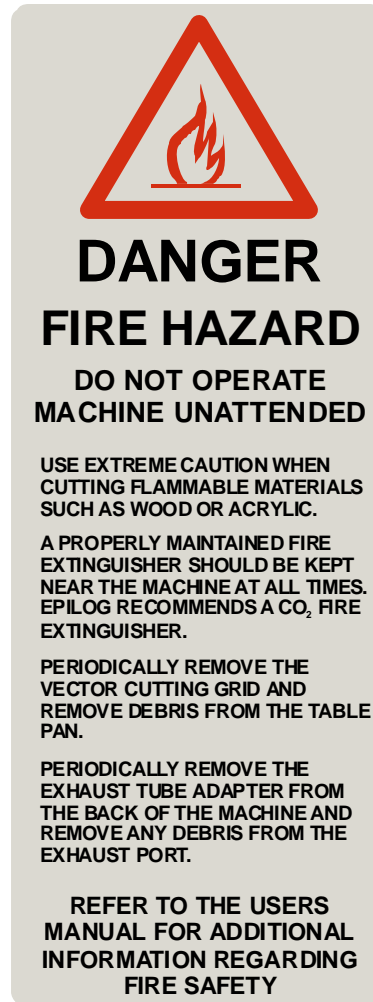 DANGER
FIRE HAZARD
DO NOT OPERATE
MACHINE UNATTENDED
USE EXTREME CAUTION WHEN
CUTTING FLAMMABLE MATERIALS
SUCH AS WOOD OR ACRYLIC.
A PROPERLY MAINTAINED FIRE
EXTINGUISHER SHOULD BE KEPT
NEAR THE MACHINE AT ALL TIMES.
EPILOG RECOMMENDS A CO₂ FIRE
EXTINGUISHER.
PERIODICALLY REMOVE THE
VECTOR CUTTING GRID AND
REMOVE DEBRIS FROM THE TABLE
PAN.
PERIODICALLY REMOVE THE
EXHAUST TUBE ADAPTER FROM
THE BACK OF THE MACHINE AND
REMOVE ANY DEBRIS FROM THE
EXHAUST PORT.
REFER TO THE USERS
MANUAL FOR ADDITIONAL
INFORMATION REGARDING
FIRE SAFETY